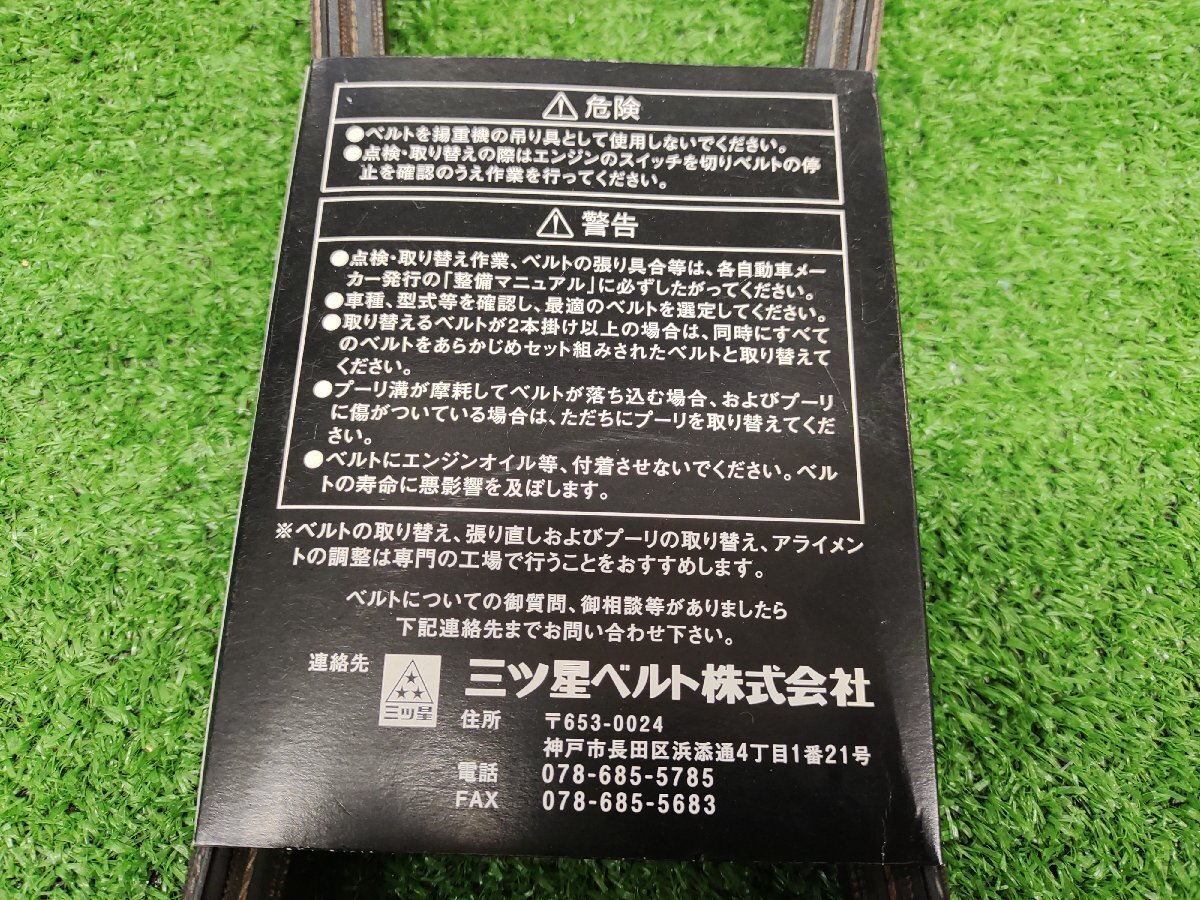 ⚠危険
●ベルトを揚重機の吊り具として使用しないでください。
●点検・取り替えの際はエンジンのスイッチを切りベルトの停
止を確認のうえ作業を行ってください。
⚠警告
●点検・取り替え作業、ベルトの張り具合等は、各自動車メー
カー発行の「整備マニュアル」に必ずしたがってください。
●車種、型式等を確認し、最適のベルトを選定してください。
●取り替えるベルトが2本掛け以上の場合は、同時にすべて
のベルトをあらかじめセット組みされたベルトと取り替えて
ください。
●プーリ溝が摩耗してベルトが落ち込む場合、およびプーリ
に傷がついている場合は、ただちにプーリを取り替えてくだ
さい。
●ベルトにエンジンオイル等、付着させないでください。ベル
トの寿命に悪影響を及ぼします。
※ベルトの取り替え、張り直しおよびプーリの取り替え、アライメン
トの調整は専門の工場で行うことをおすすめします。
ベルトについての御質問、御相談等がありましたら
下記連絡先までお問い合わせ下さい。
連絡先 三ツ星 三ツ星ベルト株式会社
住所 〒653-0024
神戸市長田区浜添通4丁目1番21号
電話 078-685-5785
FAX 078-685-5683